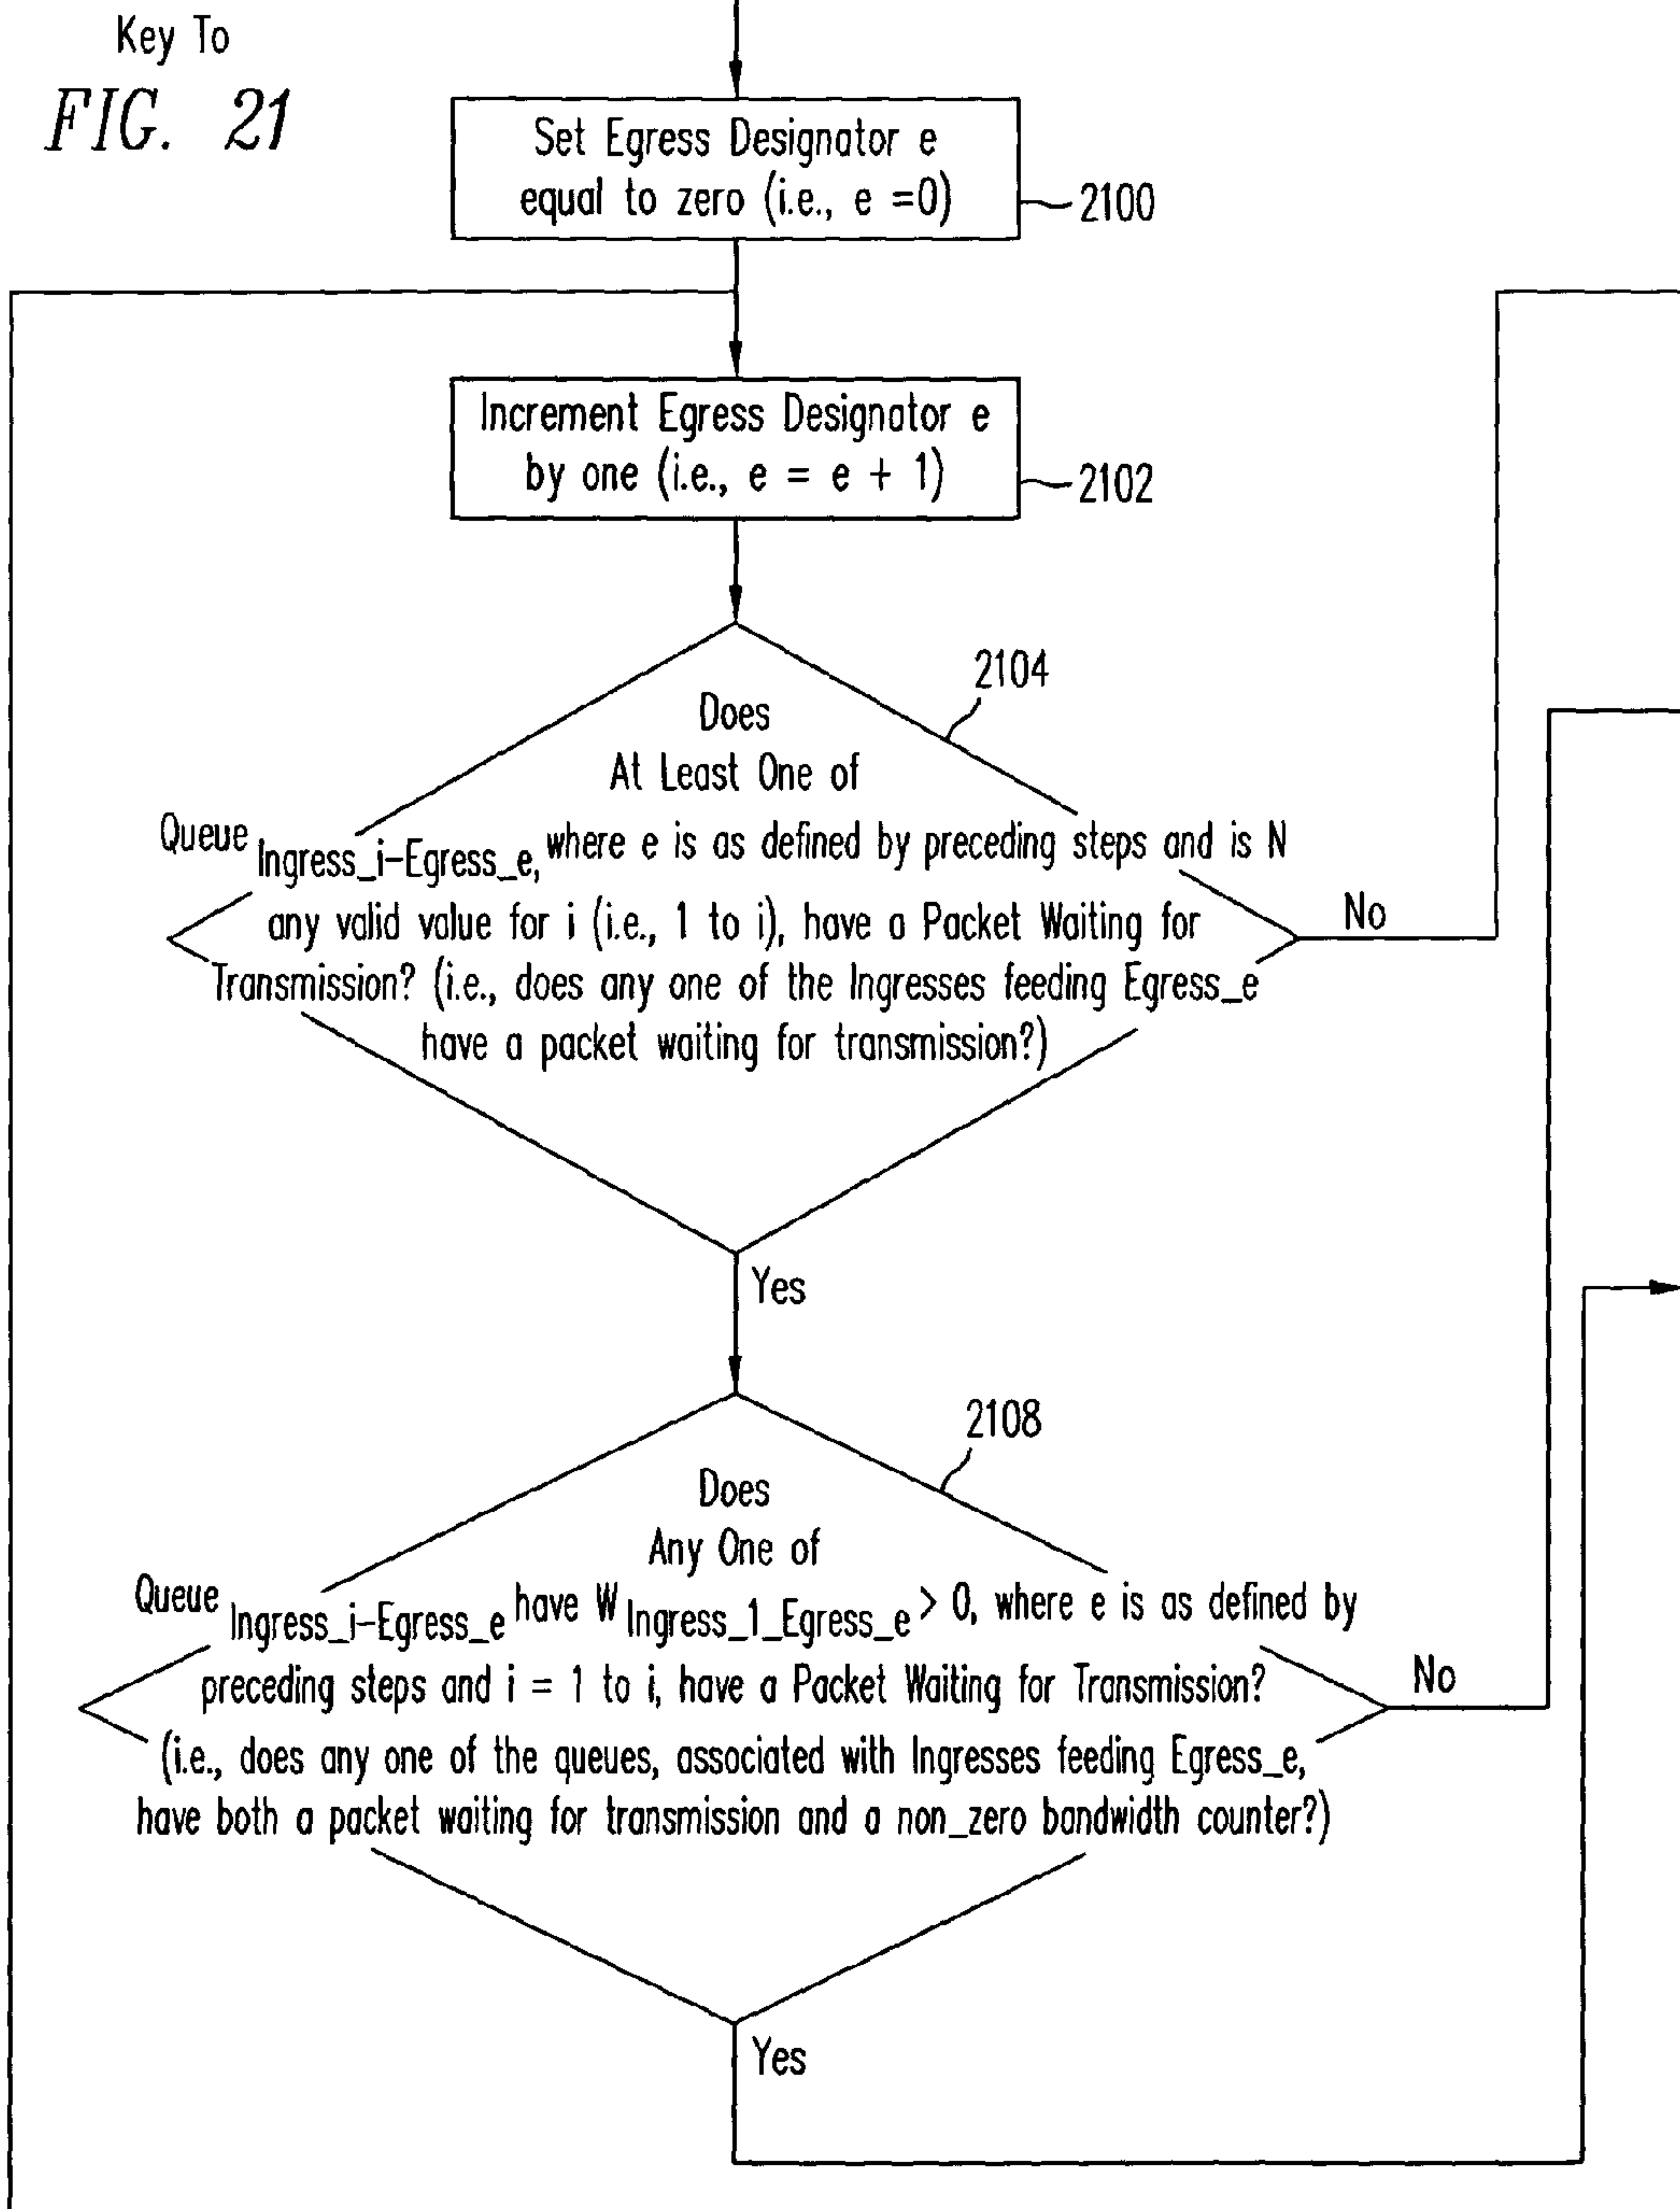 Key To
FIG. 21
Set Egress Designator e
equal to zero (i.e., e =0)
2100
Increment Egress Designator e
by one (i.e., e = e + 1)
2102
2104
Does
At Least One of
Queue Ingress_i-Egress_e, where e is as defined by preceding steps and is N
any valid value for i (i.e., 1 to i), have a Packet Waiting for
Transmission? (i.e., does any one of the Ingresses feeding Egress_e
have a packet waiting for transmission?)
No
Yes
2108
Does
Any One of
Queue Ingress_i-Egress_e have W Ingress_1_Egress_e > 0, where e is as defined by
preceding steps and i = 1 to i, have a Packet Waiting for Transmission?
(i.e., does any one of the queues, associated with Ingresses feeding Egress_e,
have both a packet waiting for transmission and a non_zero bandwidth counter?)
No
Yes